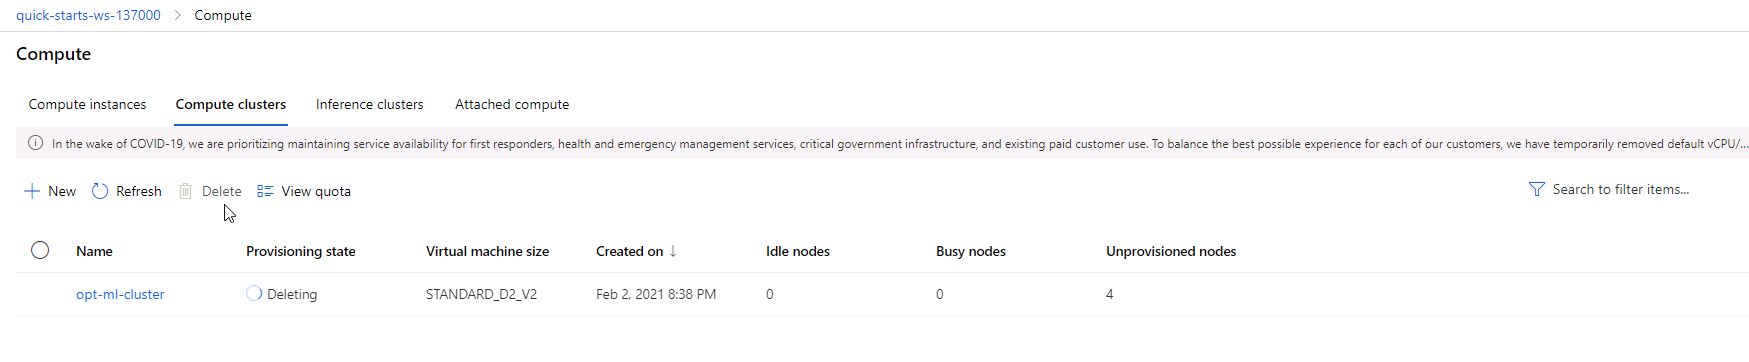 quick-starts-ws-137000 > Compute
Compute
Compute instances Compute clusters Inference clusters Attached compute
In the wake of COVID-19, we are prioritizing maintaining service availability for first responders, health and emergency management services, critical government infrastructure, and existing paid customer use. To balance the best possible experience for each of our customers, we have temporarily removed default vCPU/...
New Refresh Delete View quota Search to filter items...
Name Provisioning state Virtual machine size Created on ↓ Idle nodes Busy nodes Unprovisioned nodes
opt-ml-cluster Deleting STANDARD_D2_V2 Feb 2, 2021 8:38 PM 0 0 4